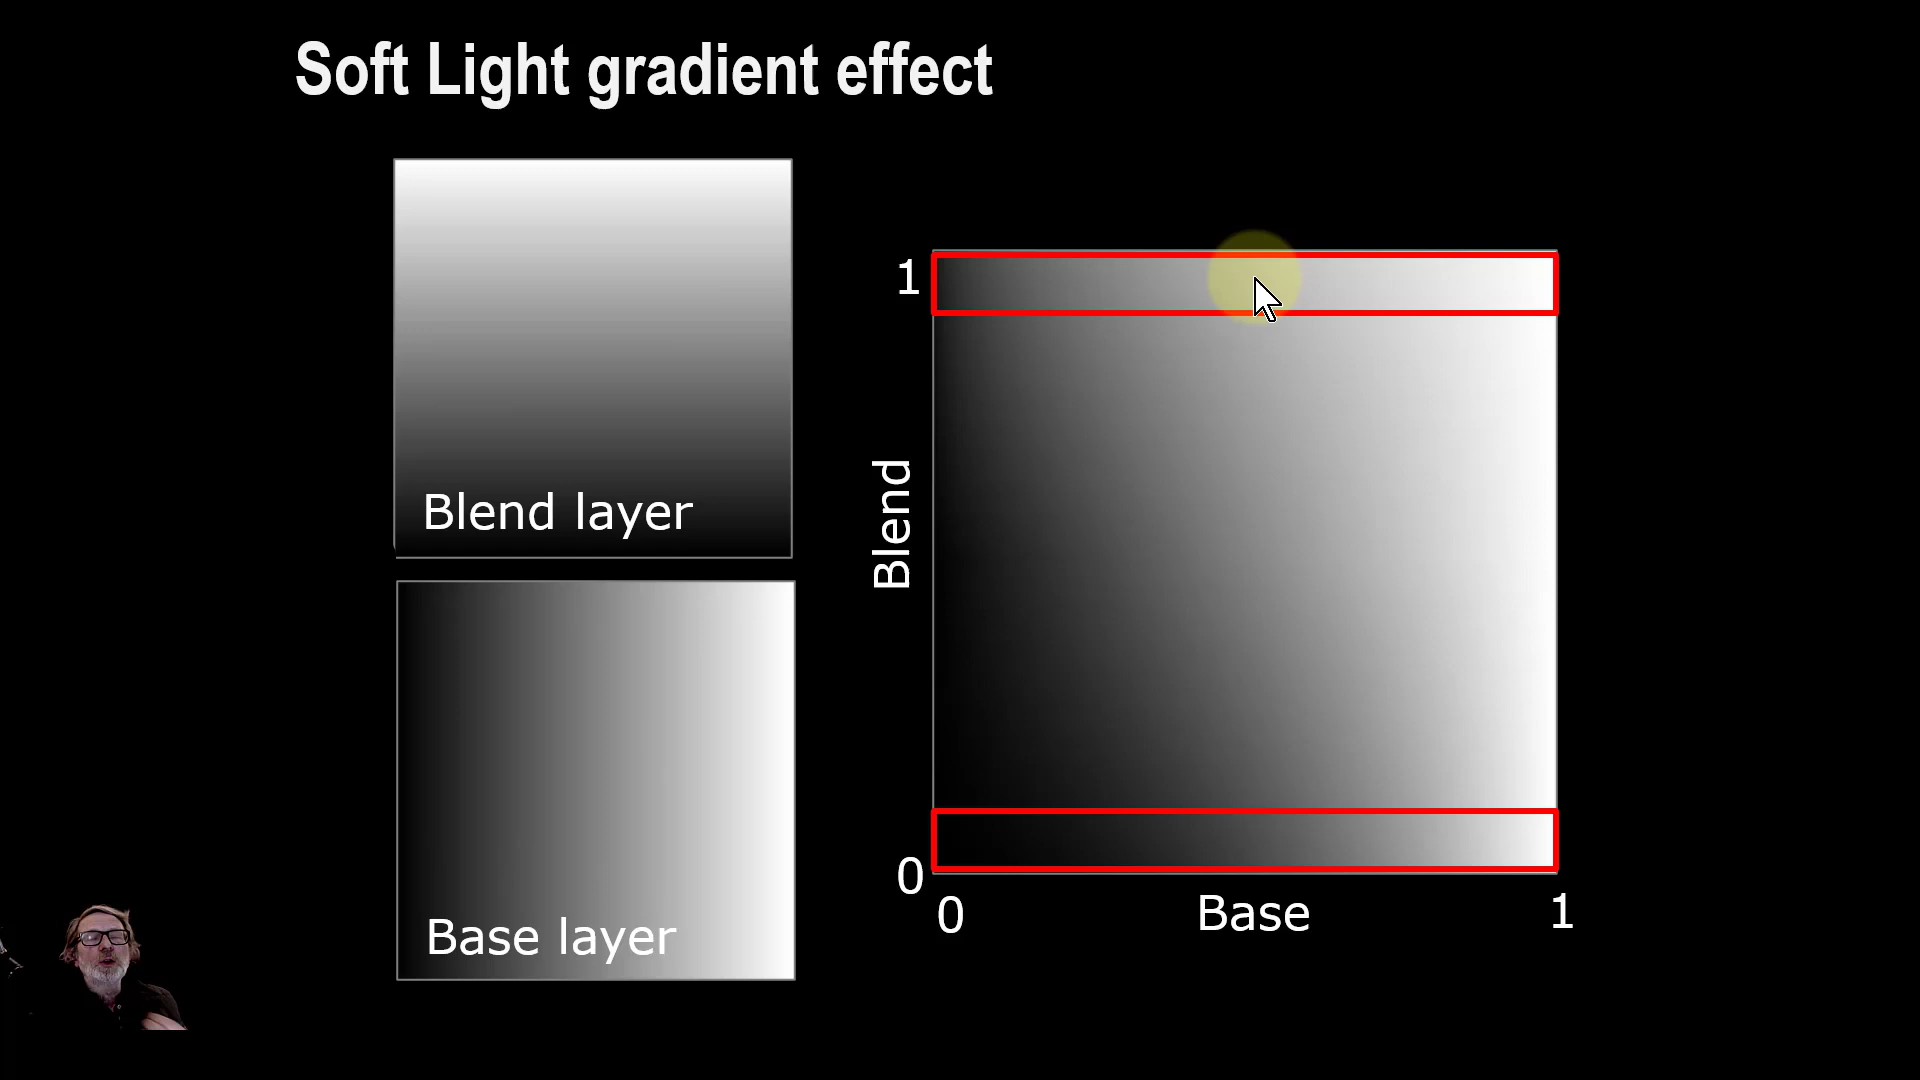 Soft Light gradient effect
Blend layer
Base layer
1
Blend
0
0
Base
1